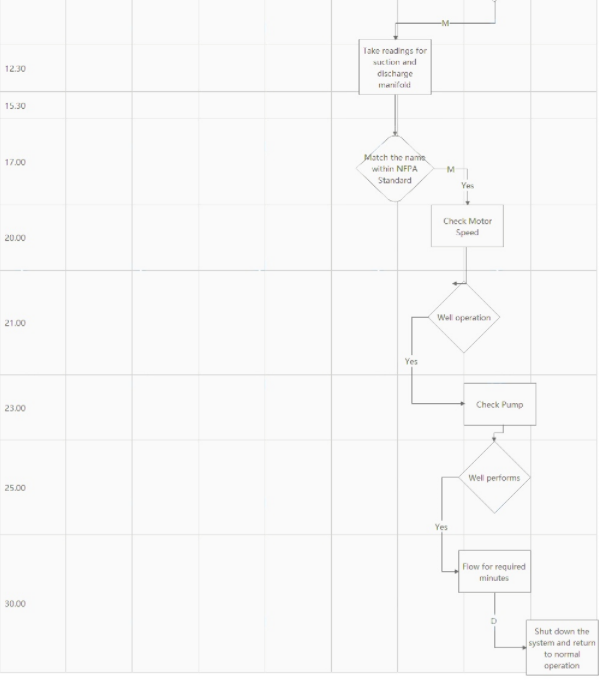 M
12.30
Take readings for
suction and
discharge
manifold
15.30
17.00
Match the name
within NFPA
Standard
M
Yes
20.00
Check Motor
Speed
21.00
Well operation
Yes
23.00
Check Pump
25.00
Well performs
Yes
Flow for required
minutes
30.00
D
Shut down the
system and return
to normal
operation